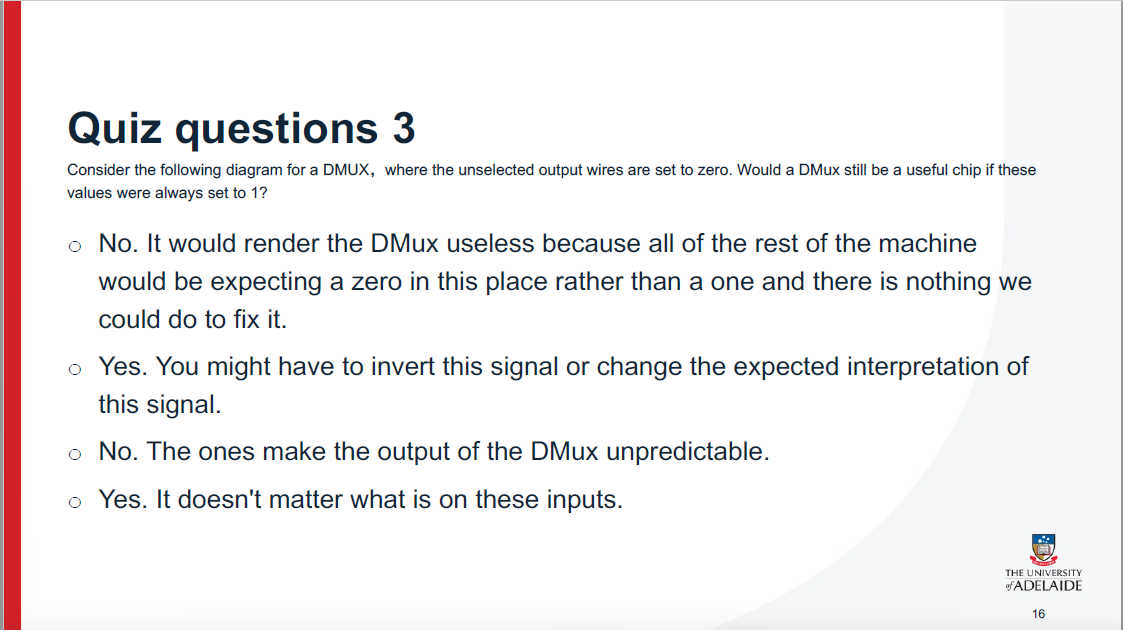 Quiz questions 3
Consider the following diagram for a DMUX，where the unselected output wires are set to zero. Would a DMux still be a useful chip if these
values were always set to 1?
○ No. It would render the DMux useless because all of the rest of the machine
would be expecting a zero in this place rather than a one and there is nothing we
could do to fix it.
○ Yes. You might have to invert this signal or change the expected interpretation of
this signal.
○ No. The ones make the output of the DMux unpredictable.
○ Yes. It doesn't matter what is on these inputs.
THE UNIVERSITY
of ADELAIDE
16